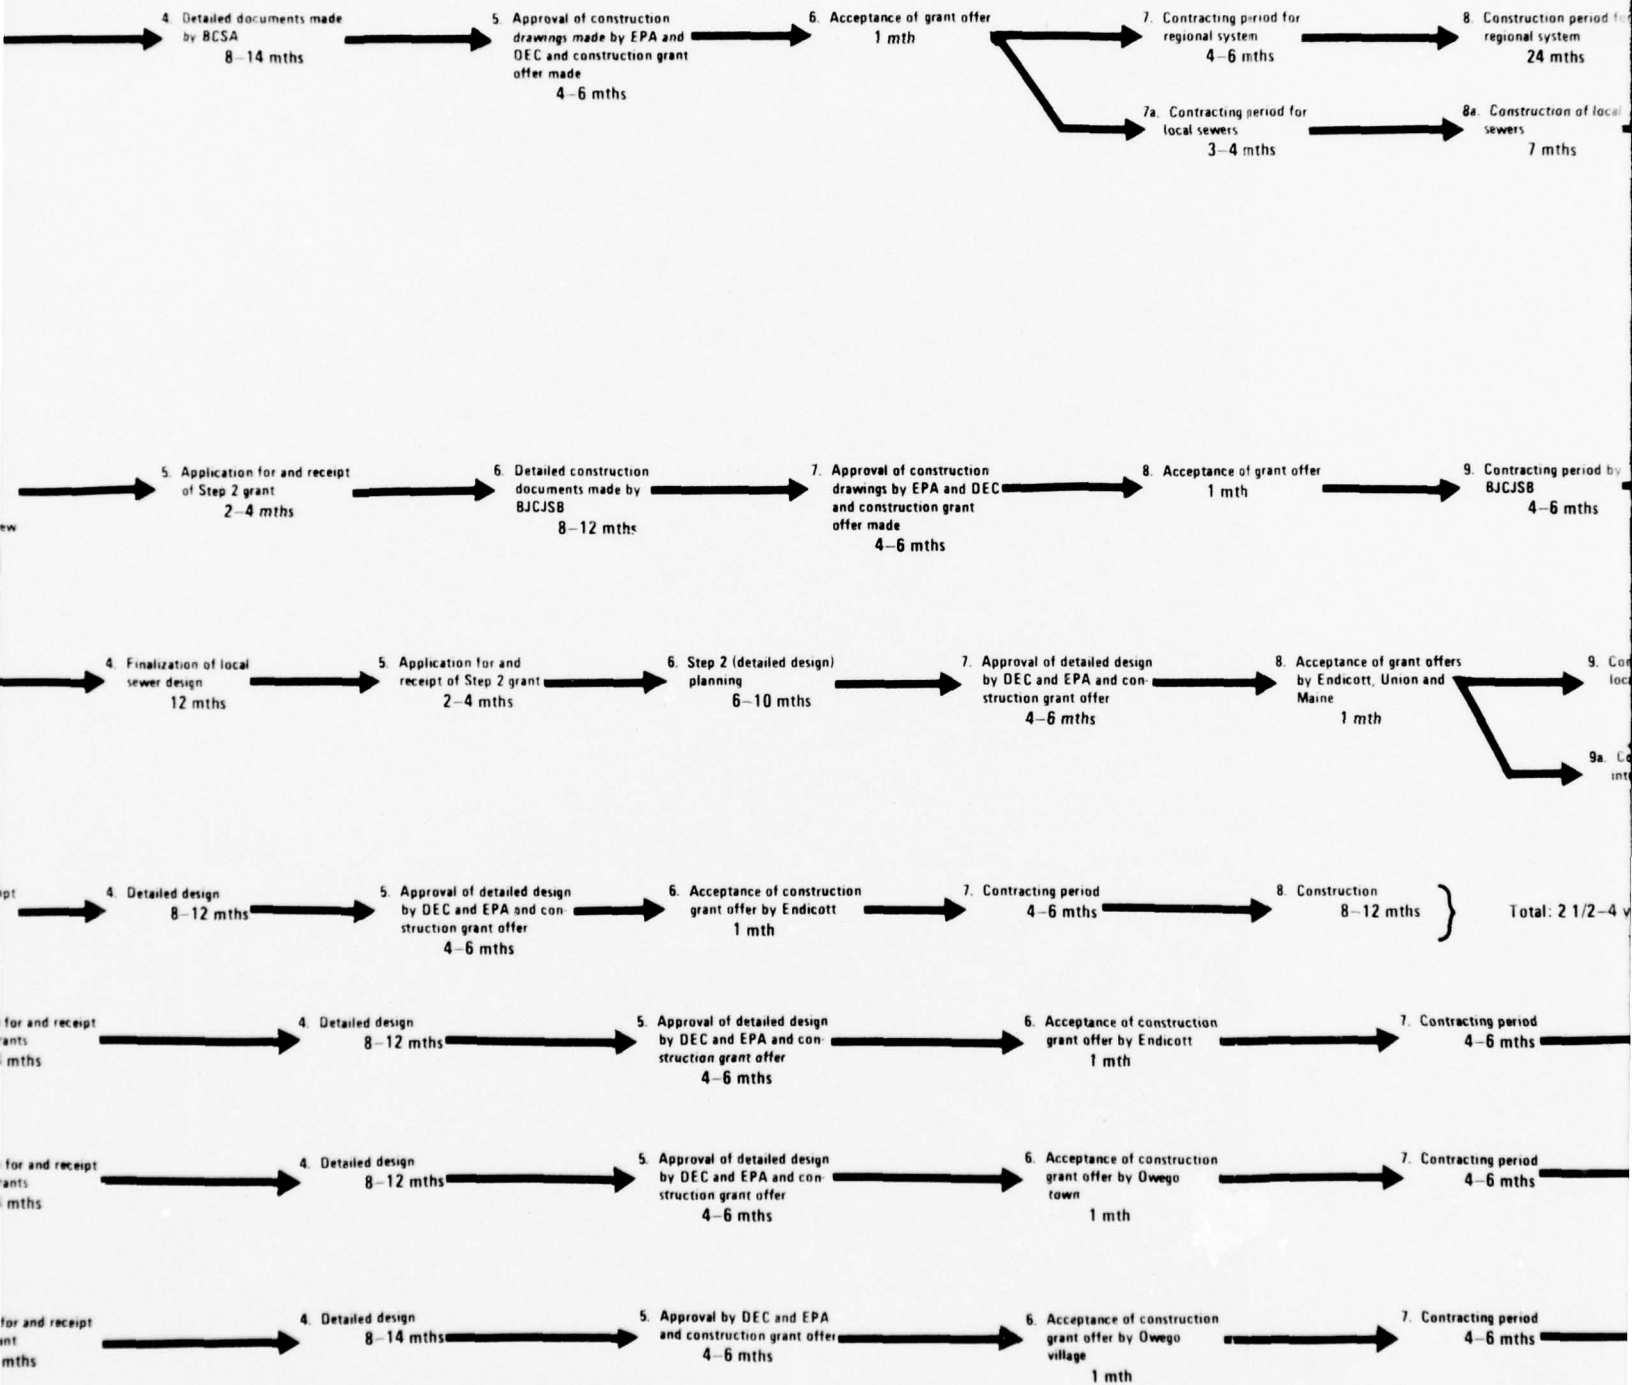 4. Detailed documents made
by BCSA
8-14 mths
5. Approval of construction
drawings made by EPA and
DEC and construction grant
offer made
4-6 mths
6. Acceptance of grant offer
1 mth
7. Contracting period for
regional system
4-6 mths
8. Construction period
regional system
24 mths
7a. Contracting period for
local sewers
3-4 mths
8a. Construction of local
sewers
7 mths
5. Application for and receipt
of Step 2 grant
2-4 mths
6. Detailed construction
documents made by
BJCJSB
8-12 mths
7. Approval of construction
drawings by EPA and DEC
and construction grant
offer made
4-6 mths
8. Acceptance of grant offer
1 mth
9. Contracting period by
BJCJSB
4-6 mths
4. Finalization of local
sewer design
12 mths
5. Application for and
receipt of Step 2 grant
2-4 mths
6. Step 2 (detailed design)
planning
6-10 mths
7. Approval of detailed design
by DEC and EPA and con-
struction grant offer
4-6 mths
8. Acceptance of grant offers
by Endicott, Union and
Maine
1 mth
9.
9a.
4. Detailed design
8-12 mths
5. Approval of detailed design
by DEC and EPA and con-
struction grant offer
4-6 mths
6. Acceptance of construction
grant offer by Endicott
1 mth
7. Contracting period
4-6 mths
8. Construction
8-12 mths
Total: 2 1/2-4
for and receipt
mths
4. Detailed design
8-12 mths
5. Approval of detailed design
by DEC and EPA and con-
struction grant offer
4-6 mths
6. Acceptance of construction
grant offer by Endicott
1 mth
7. Contracting period
4-6 mths
for and receipt
mths
4. Detailed design
8-12 mths
5. Approval of detailed design
by DEC and EPA and con-
struction grant offer
4-6 mths
6. Acceptance of construction
grant offer by Owego
town
1 mth
7. Contracting period
4-6 mths
for and receipt
mths
4. Detailed design
8-14 mths
5. Approval by DEC and EPA
and construction grant offer
4-6 mths
6. Acceptance of construction
grant offer by Owego
village
1 mth
7. Contracting period
4-6 mths